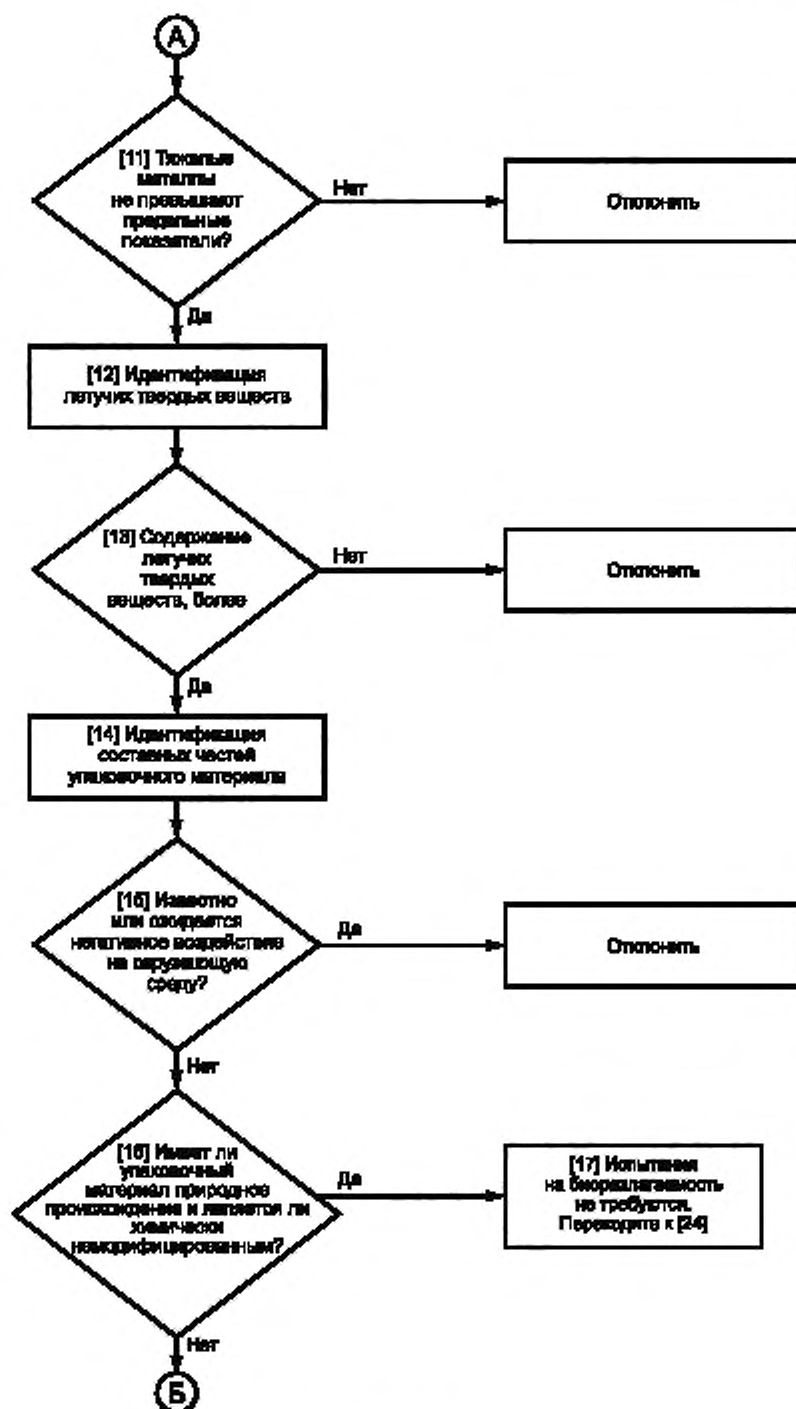 А
[11] Тяжелые
металлы
не превышают
предельные
показатели?
Нет
Отклонить
Да
[12] Идентификация
летучих твердых веществ
[13] Содержание
летучих
твердых
веществ, более
Нет
Отклонить
Да
[14] Идентификация
составных частей
упаковочного материала
[15] Известно
или ожидается
негативное воздействие
на окружающую
среду?
Да
Отклонить
Нет
[16] Имеет ли
упаковочный
материал природное
происхождение и является ли
химически
немодифицированным?
Да
[17] Испытания
на биоразлагаемость
не требуются.
Переходите к [24]
Нет
Б